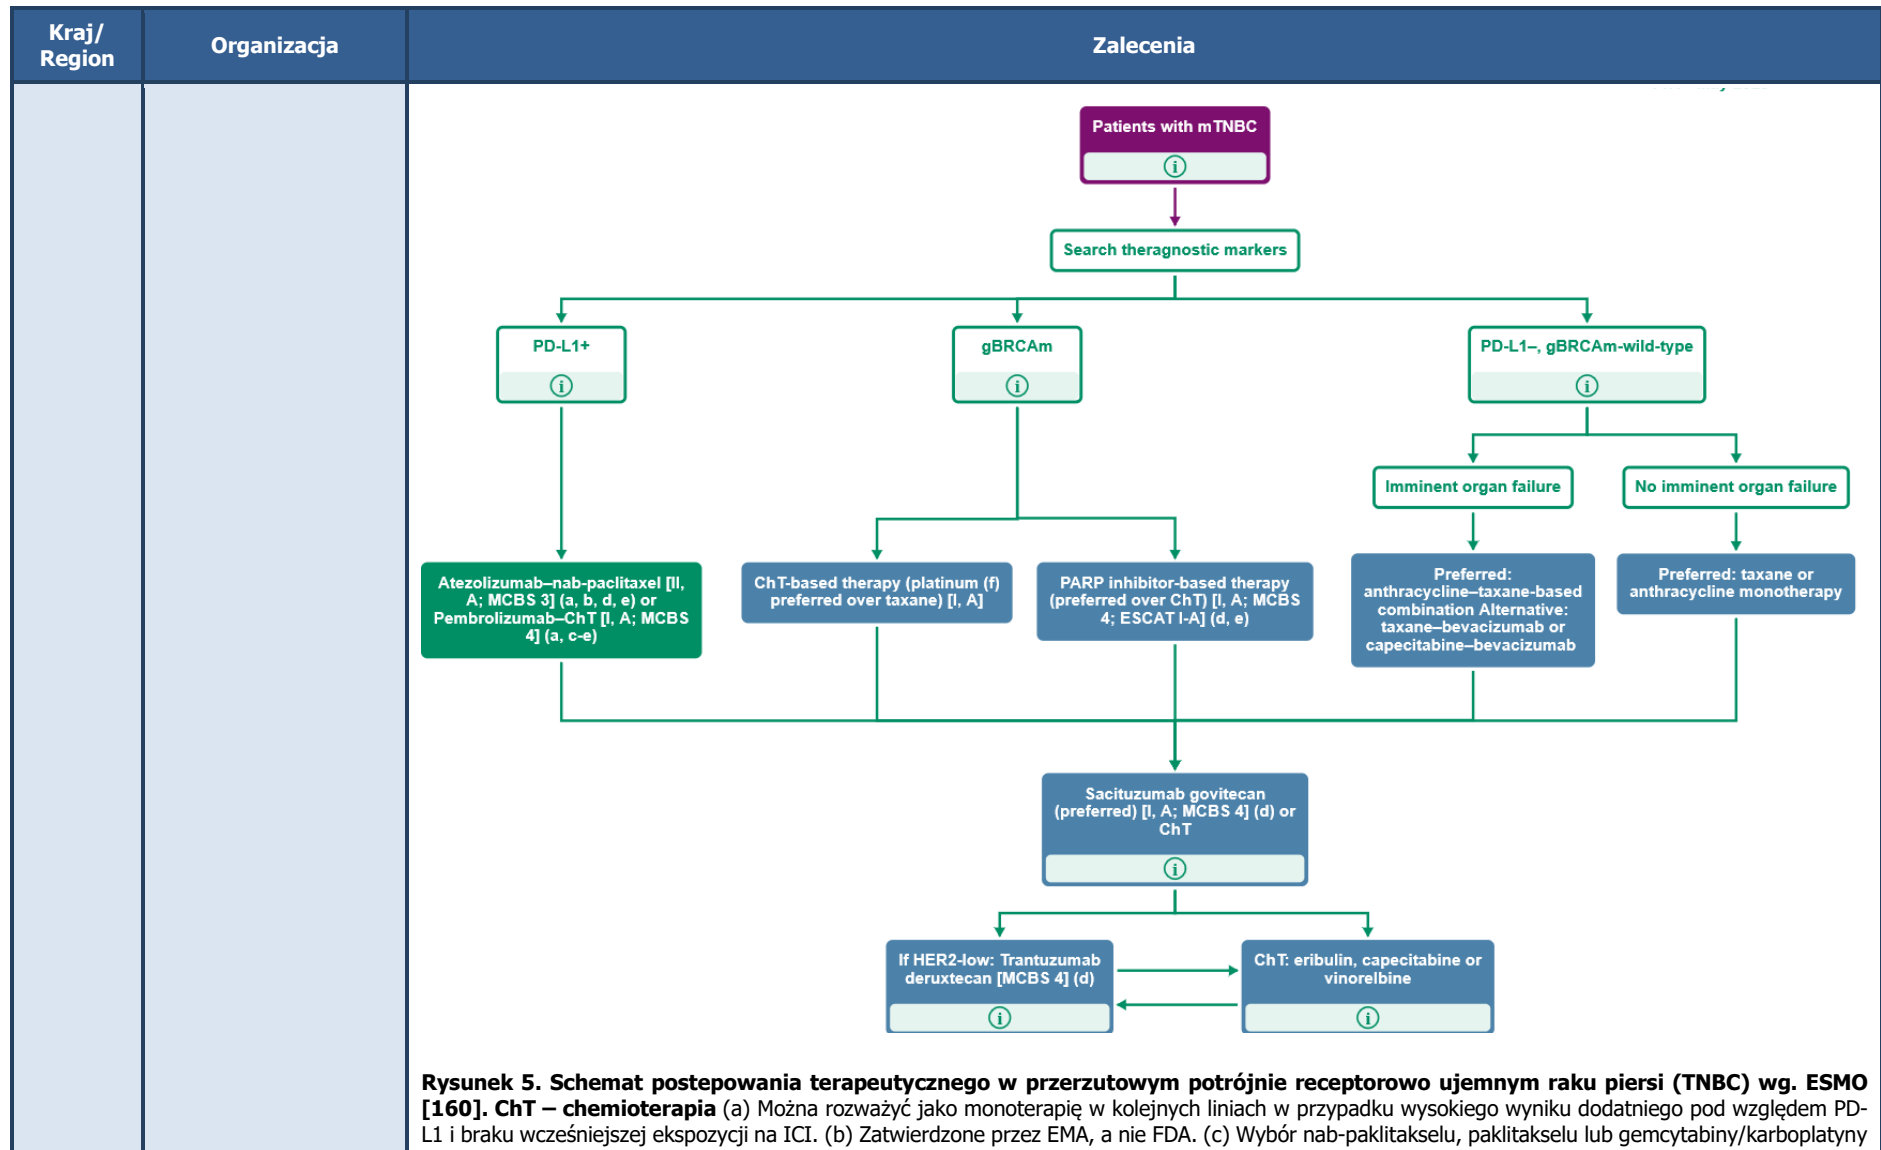 Kraj/
Region
Organizacja
Zalecenia
Patients with mTNBC
Search theragnostic markers
PD-L1+
gBRCAm
PD-L1–, gBRCAm-wild-type
Imminent organ failure
No imminent organ failure
Atezolizumab–nab-paclitaxel [II,
A; MCBS 3] (a, b, d, e) or
Pembrolizumab–ChT [I, A; MCBS
4] (a, c-e)
ChT-based therapy (platinum (f)
preferred over taxane) [I, A]
PARP inhibitor-based therapy
(preferred over ChT) [I, A; MCBS
4; ESCAT I-A] (d, e)
Preferred:
anthracycline–taxane-based
combination Alternative:
taxane–bevacizumab or
capecitabine–bevacizumab
Preferred: taxane or
anthracycline monotherapy
Sacituzumab govitecan
(preferred) [I, A; MCBS 4] (d) or
ChT
If HER2-low: Trantuzumab
deruxtecan [MCBS 4] (d)
ChT: eribulin, capecitabine or
vinorelbine
Rysunek 5. Schemat postepowania terapeutycznego w przerzutowym potrójnie receptorowo ujemnym raku piersi (TNBC) wg. ESMO
[160]. ChT – chemioterapia (a) Można rozważyć jako monoterapię w kolejnych liniach w przypadku wysokiego wyniku dodatniego pod względem PD-
L1 i braku wcześniejszej ekspozycji na ICI. (b) Zatwierdzone przez EMA, a nie FDA. (c) Wybór nab-paklitakselu, paklitakselu lub gemcytabiny/karboplatyny